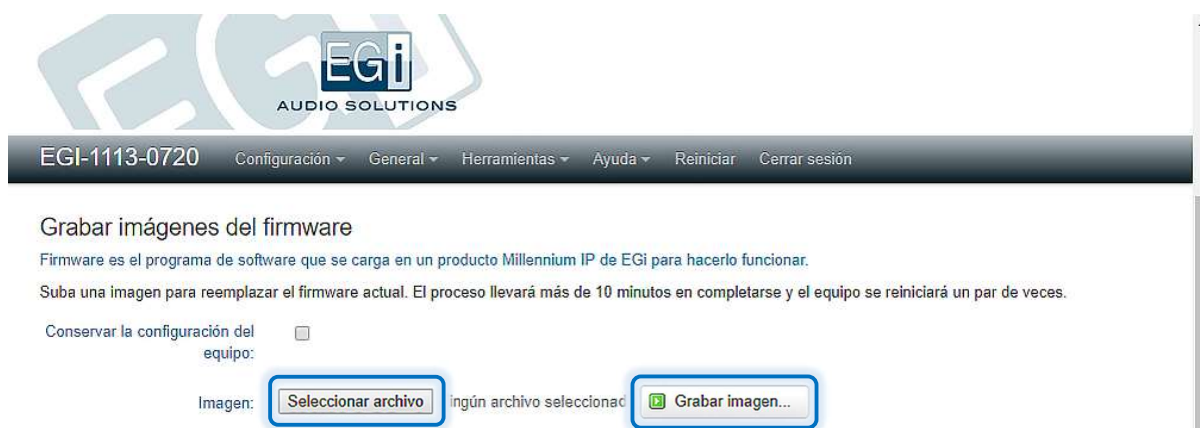 EGi
AUDIO SOLUTIONS
EGI-1113-0720 Configuración General Herramientas Ayuda Reiniciar Cerrar sesión
Grabar imágenes del firmware
Firmware es el programa de software que se carga en un producto Millennium IP de EGi para hacerlo funcionar.
Suba una imagen para reemplazar el firmware actual. El proceso llevará más de 10 minutos en completarse y el equipo se reiniciará un par de veces.
Conservar la configuración del
equipo:
Imagen: Seleccionar archivo ingún archivo seleccionad Grabar imagen...